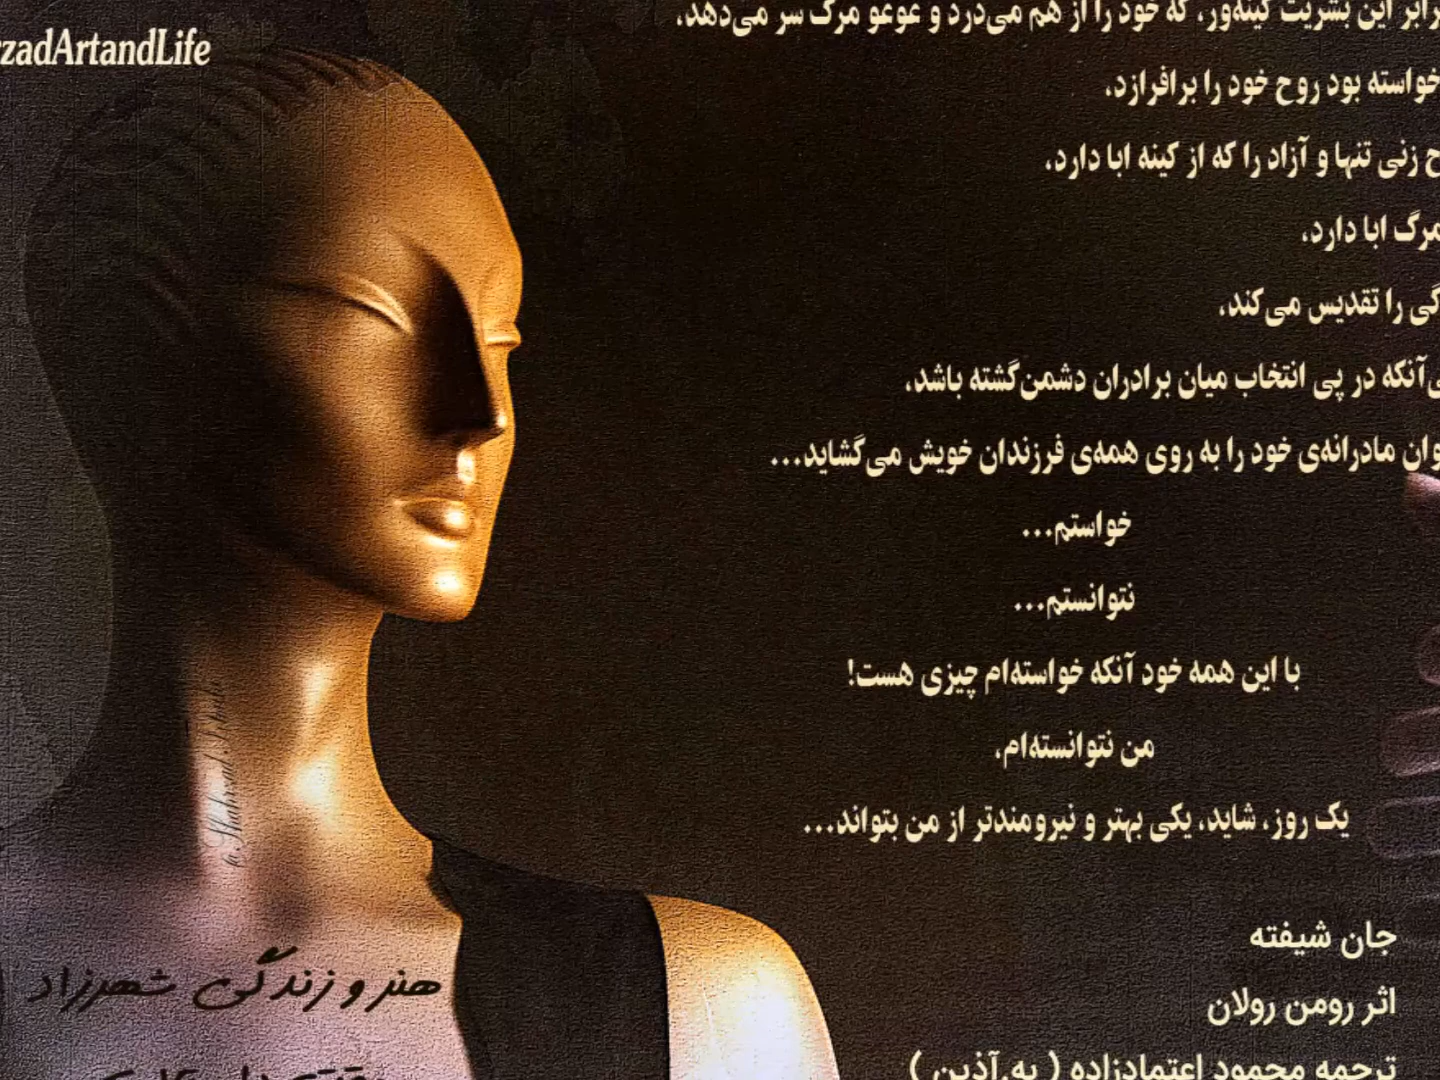 zadArtandLife
این بشریت کینه‌ور، که خود را از هم می‌درد و عوعو مرگ سر می‌دهد،
خواسته بود روح خود را برافرازد،
ح زنی تنها و آزاد را که از کینه ابا دارد،
مرگ ابا دارد،
گی را تقدیس می‌کند،
ی‌آنکه در پی انتخاب میان برادران دشمن‌گشته باشد،
وان مادرانه‌ی خود را به روی همه‌ی فرزندان خویش می‌گشاید...
خواستم...
نتوانستم...
با این همه خود آنکه خواسته‌ام چیزی هست!
من نتوانسته‌ام.
یک روز، شاید، یکی بهتر و نیرومندتر از من بتواند...
جان شیفته
اثر رومن رولان
ترجمه محمود اعتمادزاده ( به.آذین )
هنر و زندگی شهرزاد